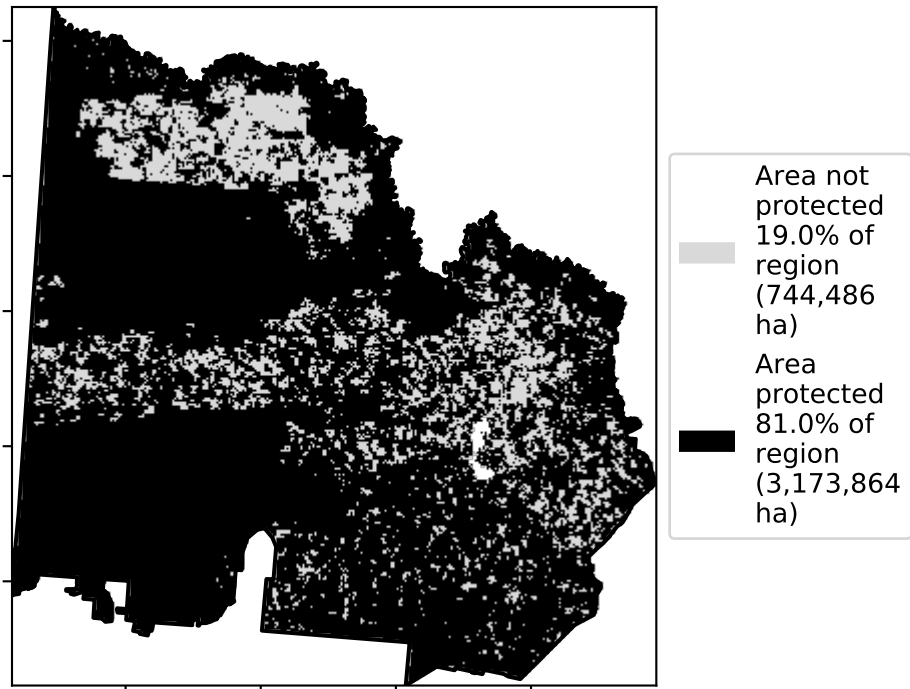 Area not
protected
19.0% of
region
(744,486
ha)
Area
protected
81.0% of
region
(3,173,864
ha)